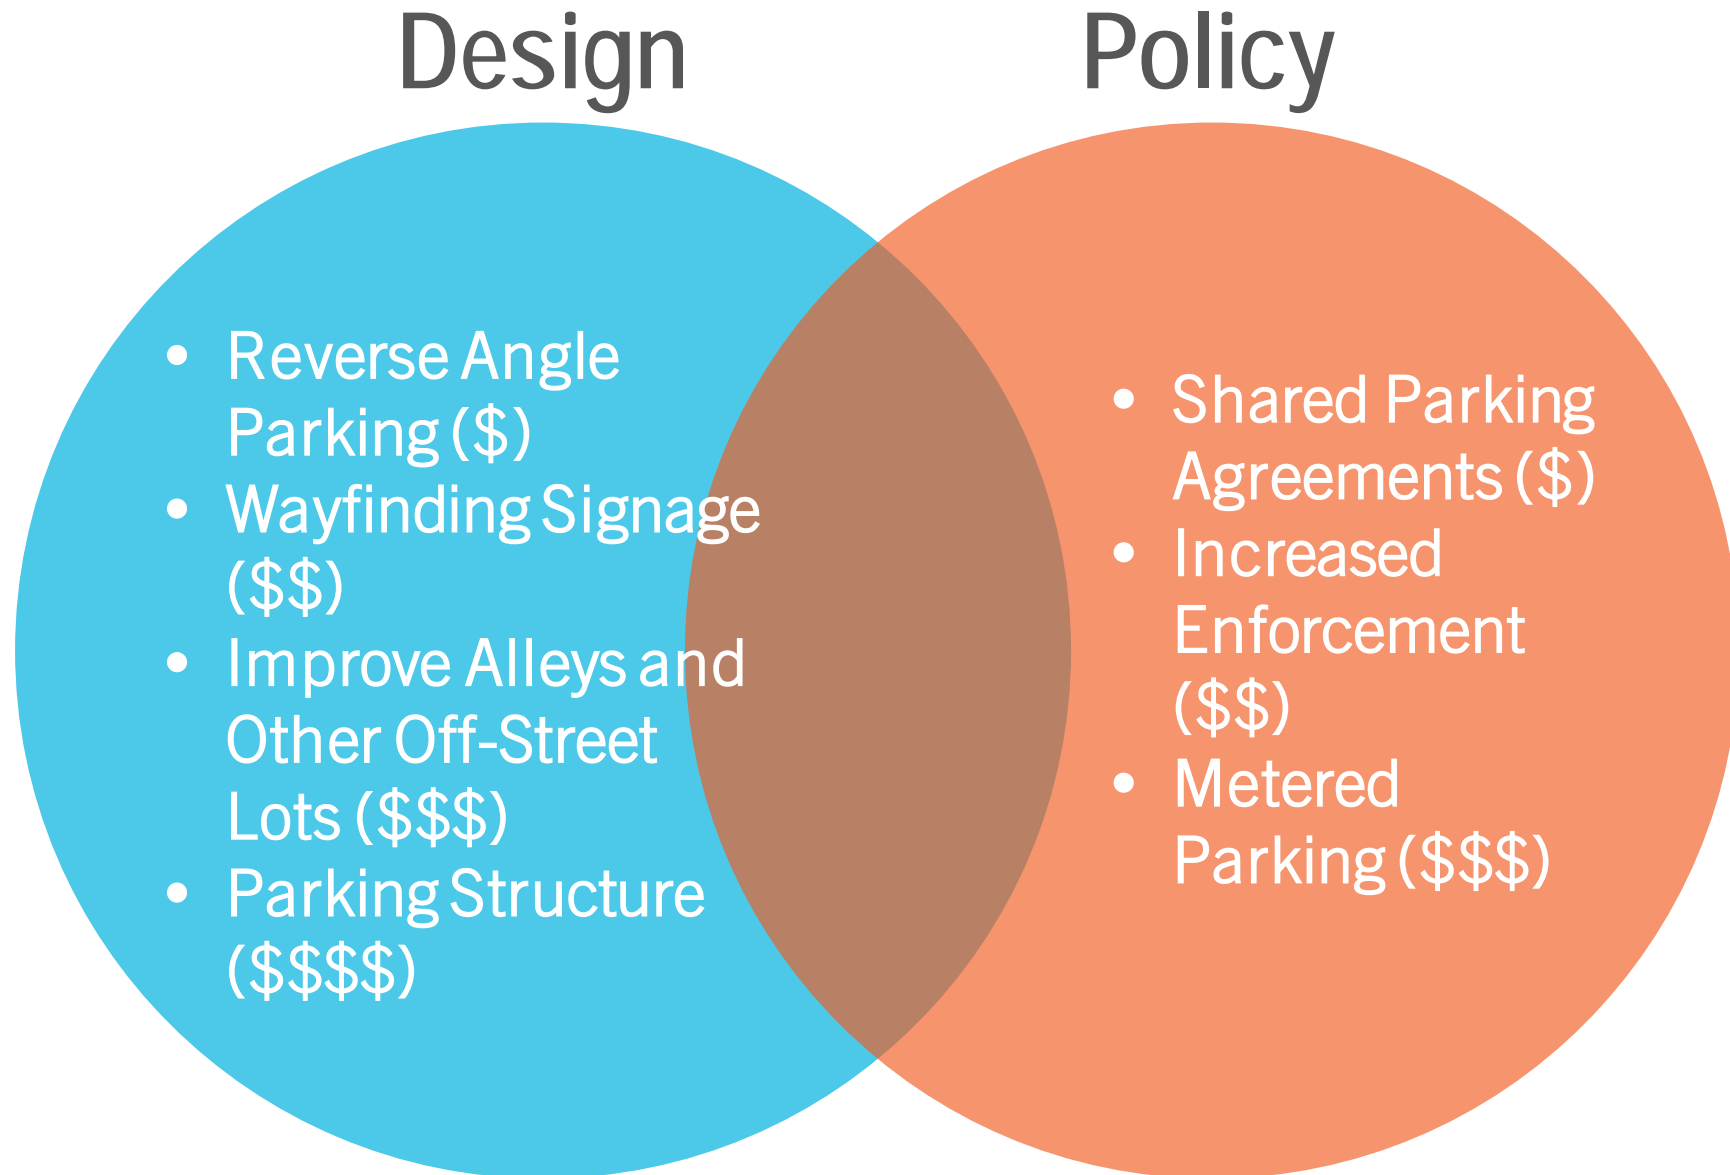 Design
Policy
• Reverse Angle
Parking ($)
• Wayfinding Signage
($$)
• Improve Alleys and
Other Off-Street
Lots ($$$)
• Parking Structure
($$$$)
• Shared Parking
Agreements ($)
• Increased
Enforcement
($$)
• Metered
Parking ($$$)